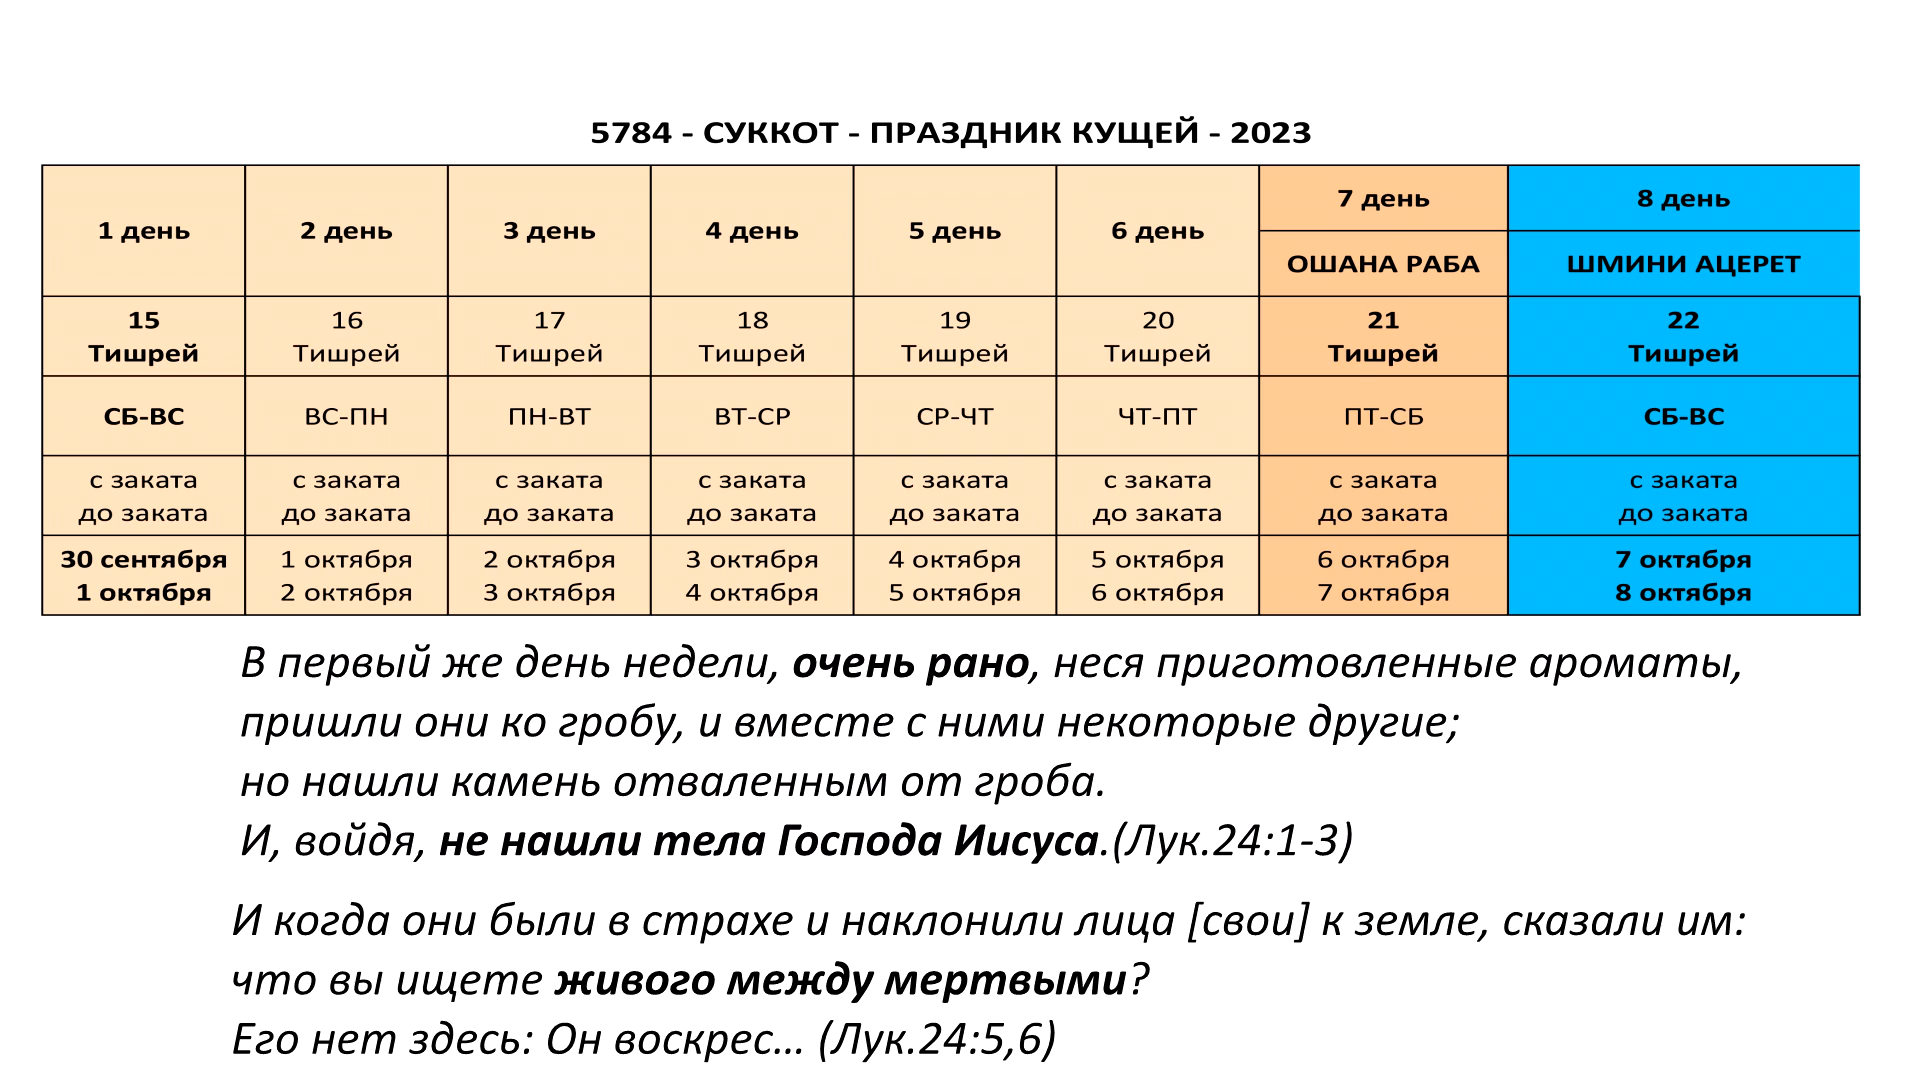 5784 - СУККОТ - ПРАЗДНИК КУЩЕЙ - 2023
1 день 2 день 3 день 4 день 5 день 6 день 7 день 8 день
ОШАНА РАБА ШМИНИ АЦЕРЕТ
15 16 17 18 19 20 21 22
Тишрей Тишрей Тишрей Тишрей Тишрей Тишрей Тишрей Тишрей
СБ-ВС ВС-ПН ПН-ВТ ВТ-СР СР-ЧТ ЧТ-ПТ ПТ-СБ СБ-ВС
с заката с заката с заката с заката с заката с заката с заката с заката
до заката до заката до заката до заката до заката до заката до заката до заката
30 сентября 1 октября 2 октября 3 октября 4 октября 5 октября 6 октября 7 октября
1 октября 2 октября 3 октября 4 октября 5 октября 6 октября 7 октября 8 октября
В первый же день недели, очень рано, неся приготовленные ароматы,
пришли они ко гробу, и вместе с ними некоторые другие;
но нашли камень отваленным от гроба.
И, войдя, не нашли тела Господа Иисуса.(Лук.24:1-3)
И когда они были в страхе и наклонили лица [свои] к земле, сказали им:
что вы ищете живого между мертвыми?
Его нет здесь: Он воскрес... (Лук.24:5,6)